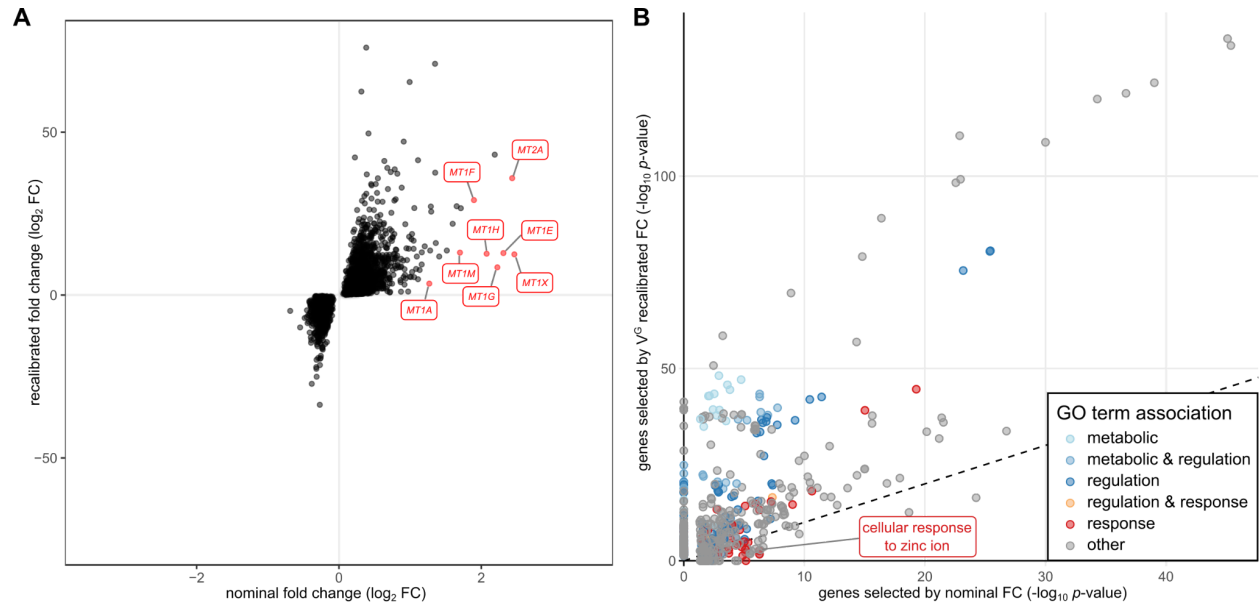 A
recalibrated fold change (log2 FC)
50
0
−50
MT2A
MT1F
MT1H
MT1E
MT1M
MT1G
MT1X
MT1A
−2
0
2
nominal fold change (log2 FC)
B
genes selected by V^G recalibrated FC (-log10 p-value)
100
50
0
cellular response
to zinc ion
GO term association
metabolic
metabolic & regulation
regulation
regulation & response
response
other
0
10
20
30
40
genes selected by nominal FC (-log10 p-value)